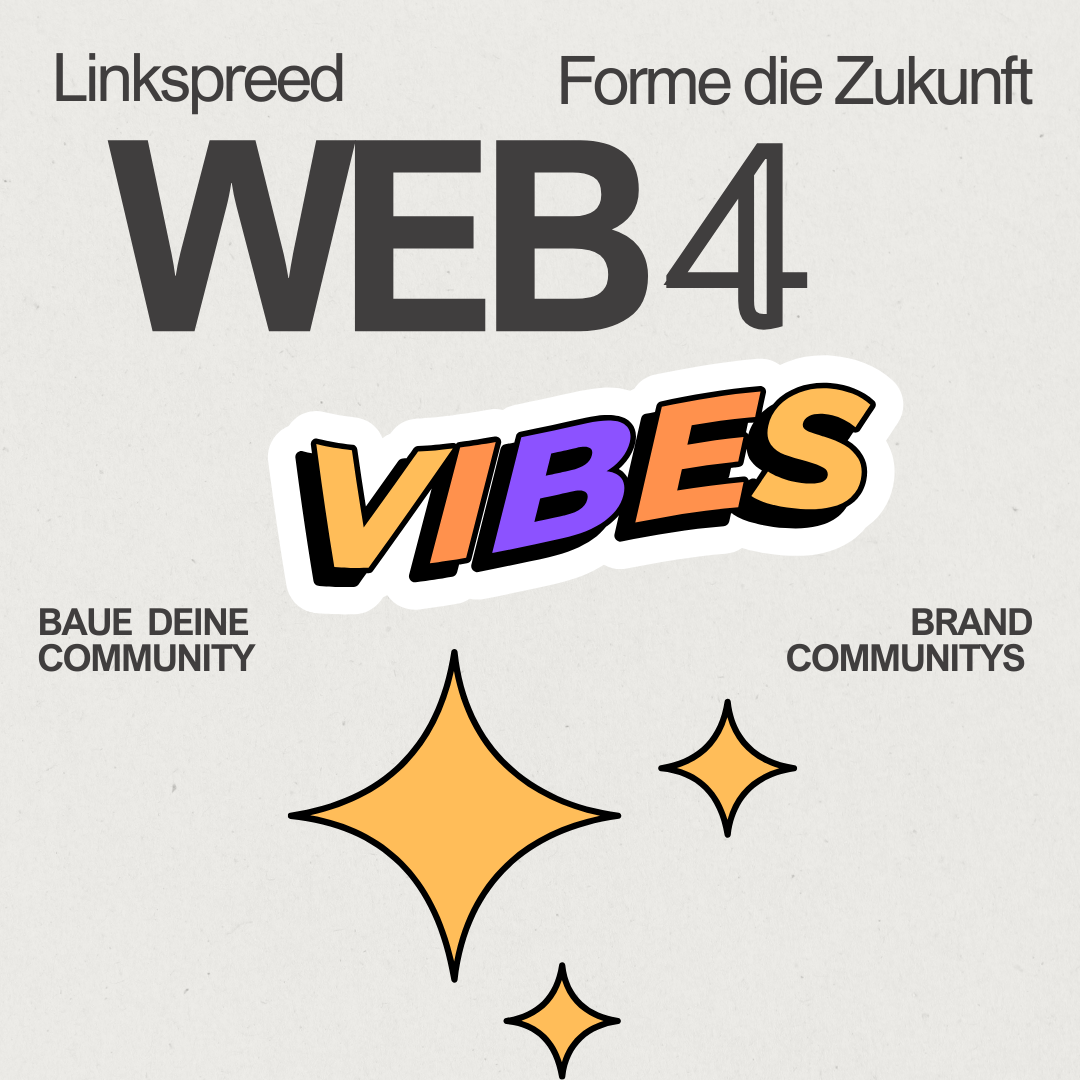 Linkspreed
Forme die Zukunft
WEB4
VIBES
BAUE DEINE
COMMUNITY
BRAND
COMMUNITYS